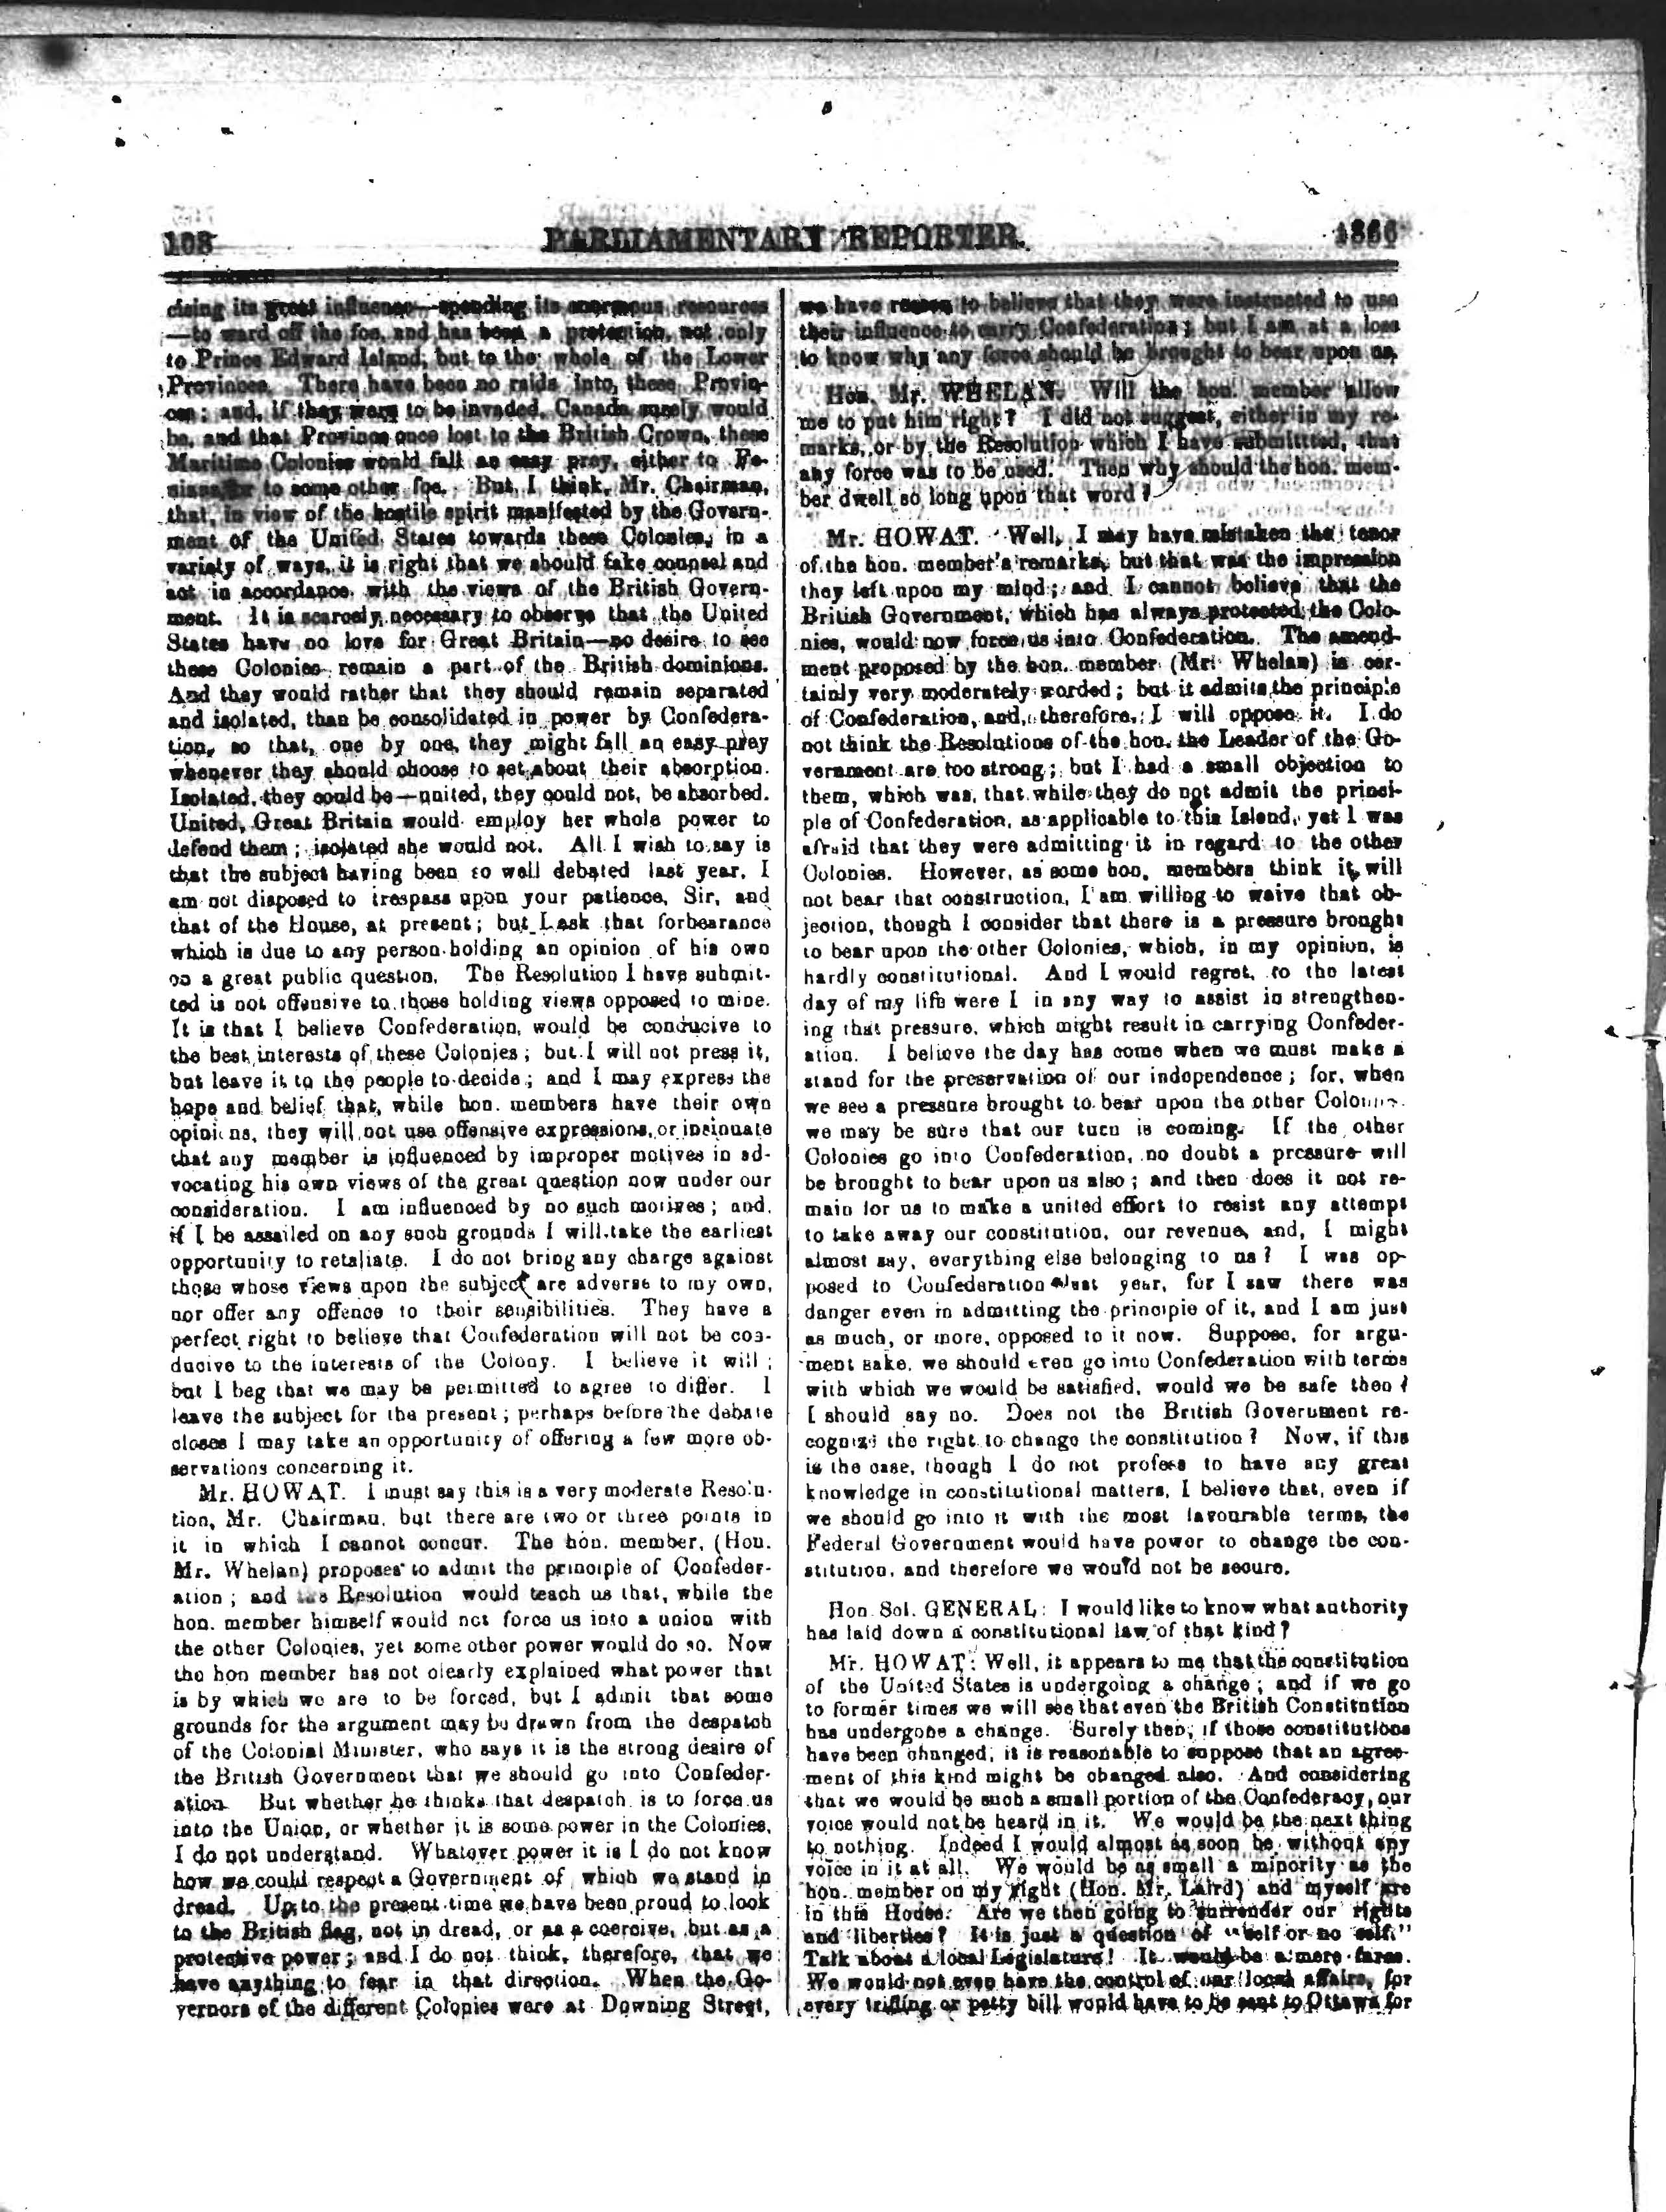 108 PARLIAMENTARY REPORTER. 1866
cising its great influence—spending its enormous resources
—to ward off the foe, and has been a protection, not only
to Prince Edward Island, but to the whole of the Lower
Provinces. There have been no raids into these Provin-
ces; and, if they were to be invaded, Canada surely would
be, and that Province once lost to the British Crown, these
Maritime Colonies would fall an easy prey, either to Fe-
nians or to some other foe. But, I think, Mr. Chairman,
that, in view of the hostile spirit manifested by the Govern-
ment of the United States towards these Colonies, in a
variety of ways, it is right that we should take counsel and
act in accordance with the views of the British Govern-
ment. It is scarcely necessary to observe that the United
States have no love for Great Britain—no desire to see
these Colonies remain a part of the British dominions.
And they would rather that they should remain separated
and isolated, than be consolidated in power by Confedera-
tion, so that, one by one, they might fall an easy prey
whenever they should choose to set about their absorption.
Isolated, they could be—united, they could not, be absorbed.
United, Great Britain would employ her whole power to
defend them; isolated she would not. All I wish to say is
that the subject having been so well debated last year, I
am not disposed to trespass upon your patience, Sir, and
that of the House, at present; but I ask that forbearance
which is due to any person holding an opinion of his own
on a great public question. The Resolution I have submit-
ted is not offensive to those holding views opposed to mine.
It is that I believe Confederation, would be conducive to
the best interests of these Colonies; but I will not press it,
but leave it to the people to decide; and I may express the
hope and belief that, while hon. members have their own
opinions, they will not use offensive expressions, or insinuate
that any member is influenced by improper motives in ad-
vocating his own views of the great question now under our
consideration. I am influenced by no such motives; and,
if I be assailed on any such grounds I will take the earliest
opportunity to retaliate. I do not bring any charge against
those whose views upon the subject are adverse to my own,
nor offer any offence to their sensibilities. They have a
perfect right to believe that Confederation will not be con-
ducive to the interests of the Colony. I believe it will;
but I beg that we may be permitted to agree to differ. I
leave the subject for the present; perhaps before the debate
closes I may take an opportunity of offering a few more ob-
servations concerning it.
Mr. HOWAT. I must say this is a very moderate Resolu-
tion, Mr. Chairman, but there are two or three points in
it in which I cannot concur. The hon. member, (Hon.
Mr. Whelan) proposes to admit the principle of Confeder-
ation; and the Resolution would teach us that, while the
hon. member himself would not force us into a union with
the other Colonies, yet some other power would do so. Now
the hon member has not clearly explained what power that
is by which we are to be forced, but I admit that some
grounds for the argument may be drawn from the despatch
of the Colonial Minister, who says it is the strong desire of
the British Government that we should go into Confeder-
ation. But whether he thinks that despatch is to force us
into the Union, or whether it is some power in the Colonies,
I do not understand. Whatever power it is I do not know
how we could respect a Government of which we stand in
dread. Up to the present time we have been proud to look
to the British flag, not in dread, or as a coercive, but as a
protective power; and I do not think, therefore, that we
have anything to fear in that direction. When the Go-
vernors of the different Colonies were at Downing Street,
we have reason to believe that they were instructed to use
their influence to carry Confederation; but I am at a loss
to know why any force should be brought to bear upon us.
Hon. Mr. WHELAN. Will the hon. member allow
me to put him right? I did not suggest, either in my re-
marks, or by the Resolution which I have submitted, that
any force was to be used. Then why should the hon. mem-
ber dwell so long upon that word?
Mr. HOWAT. Well, I may have mistaken the tenor
of the hon. member's remarks, but that was the impression
they left upon my mind; and I cannot believe that the
British Government, which has always protected the Colo-
nies, would now force us into Confederation. The amend-
ment proposed by the hon. member (Mr. Whelan) is cer-
tainly very moderately worded; but it admits the principle
of Confederation, and, therefore, I will oppose it. I do
not think the Resolutions of the hon. the Leader of the Go-
vernment are too strong; but I had a small objection to
them, which was, that while they do not admit the princi-
ple of Confederation, as applicable to this Island, yet I was
afraid that they were admitting it in regard to the other
Colonies. However, as some hon. members think it will
not bear that construction, I am willing to waive that ob-
jection, though I consider that there is a pressure brought
to bear upon the other Colonies, which, in my opinion, is
hardly constitutional. And I would regret, to the latest
day of my life were I in any way to assist in strengthen-
ing that pressure, which might result in carrying Confeder-
ation. I believe the day has come when we must make a
stand for the preservation of our independence; for, when
we see a pressure brought to bear upon the other Colonies.
we may be sure that our turn is coming. If the other
Colonies go into Confederation, no doubt a pressure will
be brought to bear upon us also; and then does it not re-
main for us to make a united effort to resist any attempt
to take away our constitution, our revenue, and, I might
almost say, everything else belonging to us? I was op-
posed to Confederation last year, for I saw there was
danger even in admitting the principle of it, and I am just
as much, or more, opposed to it now. Suppose, for argu-
ment sake, we should even go into Confederation with terms
with which we would be satisfied, would we be safe then?
I should say no. Does not the British Government re-
cognize the right to change the constitution? Now, if this
is the case, though I do not profess to have any great
knowledge in constitutional matters, I believe that, even if
we should go into it with the most favourable terms, the
Federal Government would have power to change the con-
stitution, and therefore we would not be secure.
Hon. Sol. GENERAL: I would like to know what authority
has laid down a constitutional law of that kind?
Mr. HOWAT: Well, it appears to me that the constitution
of the United States is undergoing a change; and if we go
to former times we will see that even the British Constitution
has undergone a change. Surely then, if those constitutions
have been changed, it is reasonable to suppose that an agree-
ment of this kind might be changed also. And considering
that we would be such a small portion of the Confederacy, our
voice would not be heard in it. We would be the next thing
to nothing. Indeed I would almost as soon be without any
voice in it at all. We would be as small a minority as the
hon. member on my right (Hon. Mr. Laird) and myself are
in this House. Are we then going to surrender our rights
and liberties? It is just a question of "self or no self."
Talk about a local Legislature! It would be a mere farce.
We would not even have the control of our local affairs, for
every trifling or petty bill would have to be sent to Ottawa for